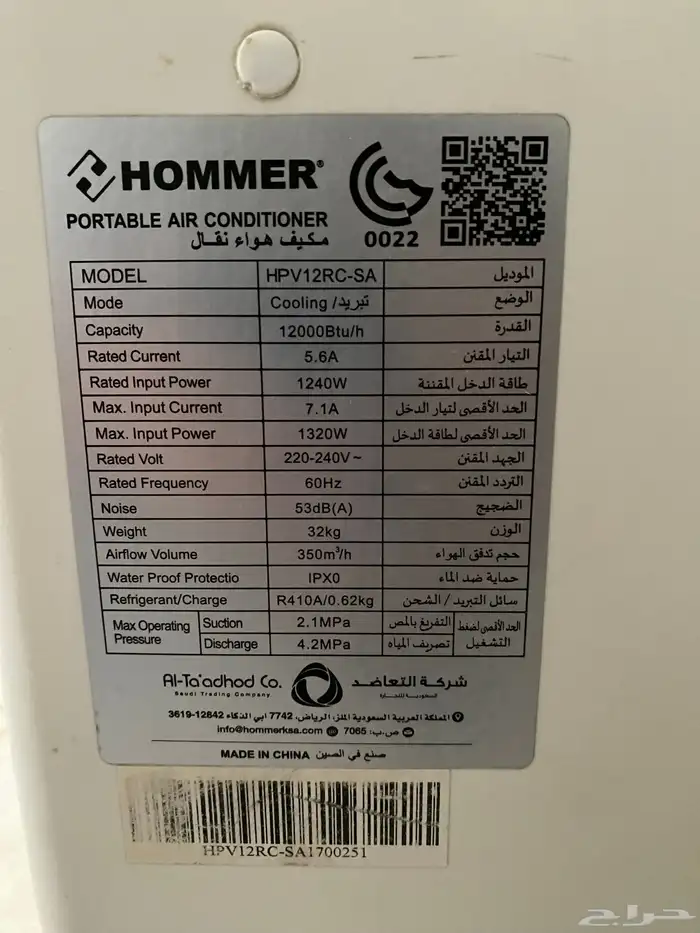 HOMMER®
PORTABLE AIR CONDITIONER
مكيف هواء نقال
0022
MODEL HPV12RC-SA الموديل
Mode Cooling /تبريد الوضع
Capacity 12000Btu/h القدرة
Rated Current 5.6A التيار المقنن
Rated Input Power 1240W طاقة الدخل المقننة
Max. Input Current 7.1A الحد الأقصى لتيار الدخل
Max. Input Power 1320W الحد الأقصى لطاقة الدخل
Rated Volt 220-240V~ الجهد المقنن
Rated Frequency 60Hz التردد المقنن
Noise 53dB(A) الضجيج
Weight 32kg الوزن
Airflow Volume 350m³/h حجم تدفق الهواء
Water Proof Protectio IPX0 حماية ضد الماء
Refrigerant/Charge R410A/0.62kg سائل التبريد / الشحن
Max Operating Pressure Suction 2.1MPa التفريغ بالمص الحد الأقصى لضغط التشغيل
Discharge 4.2MPa تصريف المياه
Al-Ta'adhod Co. شركة التعاضد
Saudi Trading Company السعودية للتجارة
المملكة العربية السعودية الملز، الرياض، 7742 ابي الذكاء 12842-3619
info@hommerksa.com ص.ب: 7065
MADE IN CHINA صنع في الصين
HPV12RC-SA1700251
حراج